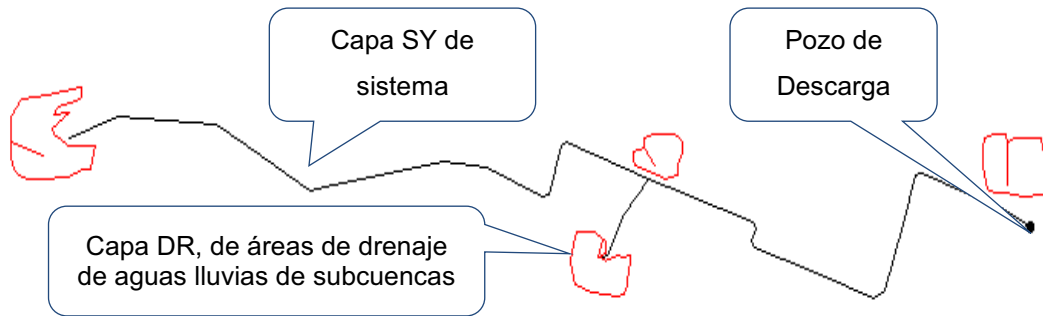 Capa SY de
sistema
Pozo de
Descarga
Capa DR, de áreas de drenaje
de aguas lluvias de subcuencas